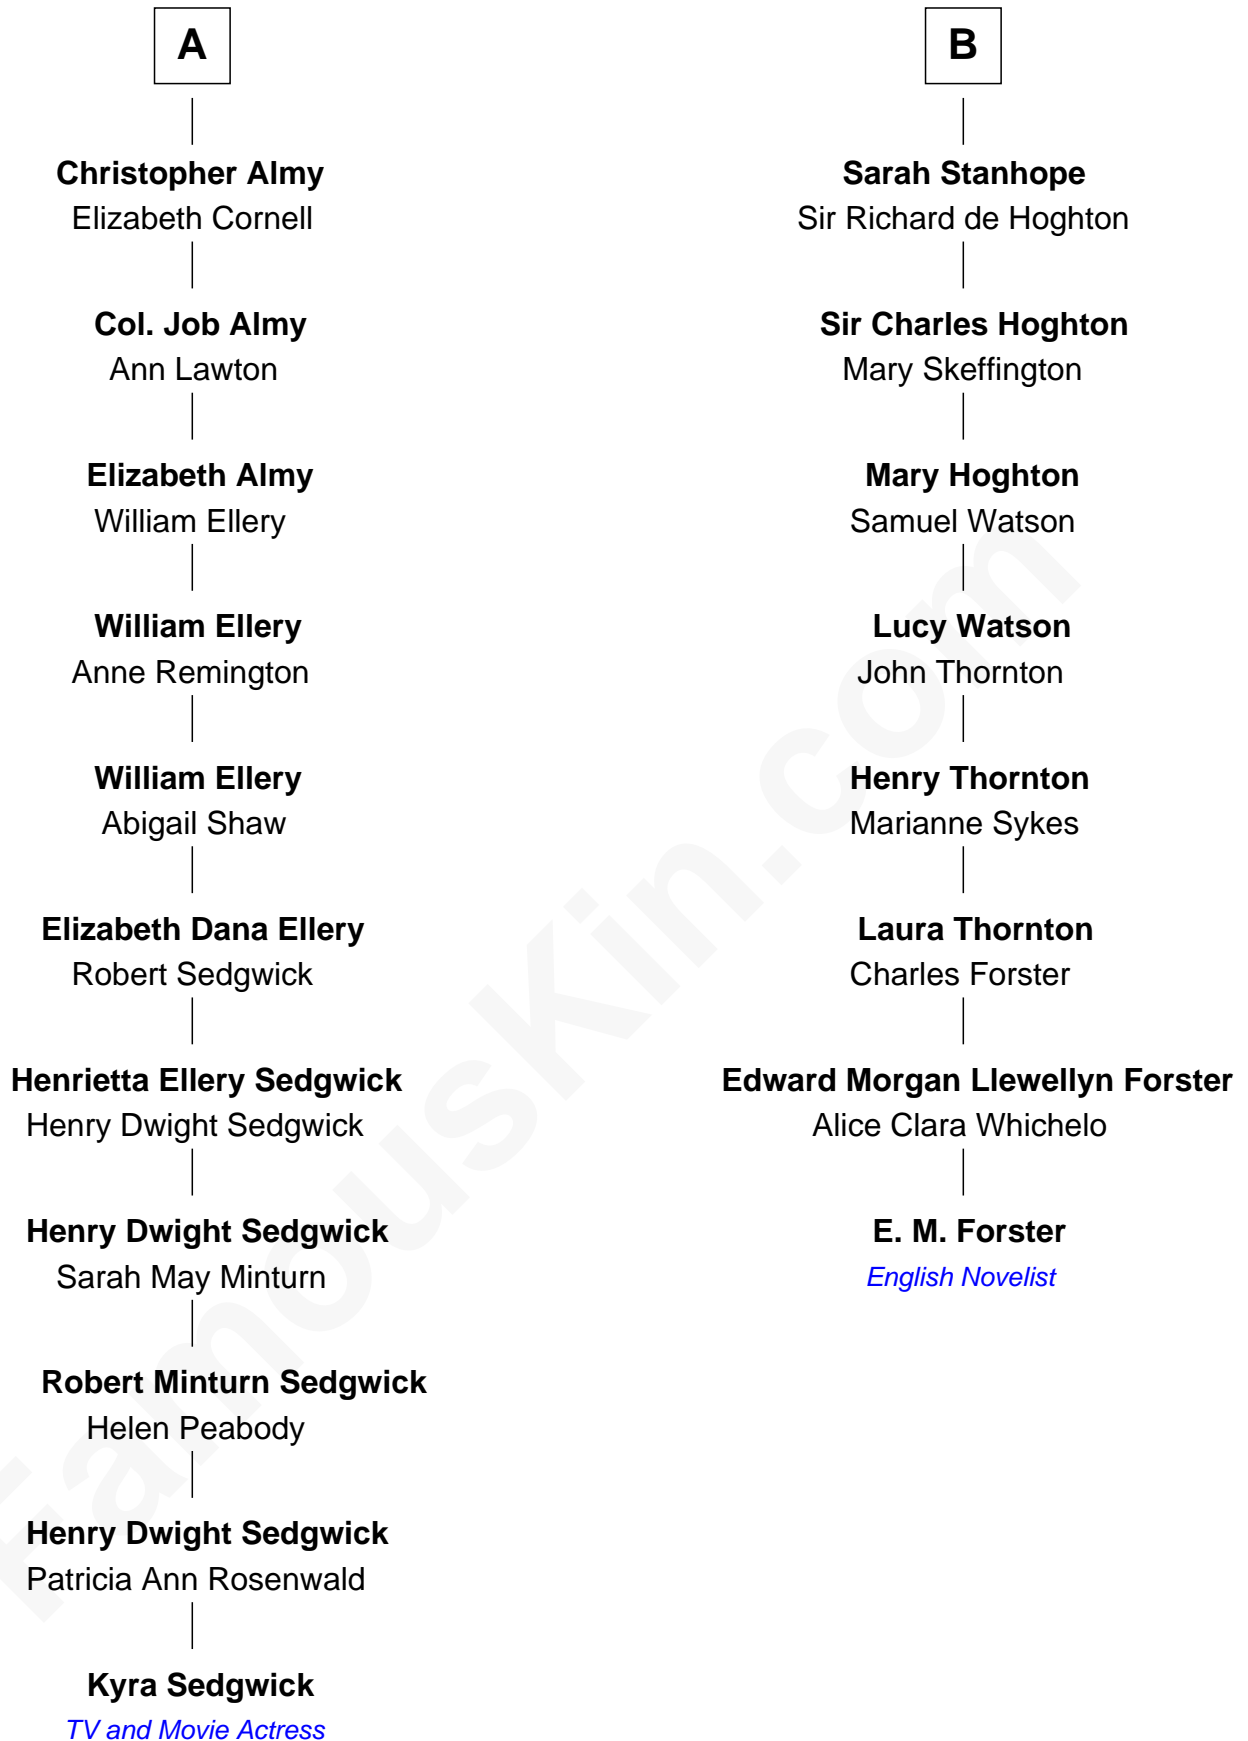 A
Christopher Almy
Elizabeth Cornell
Col. Job Almy
Ann Lawton
Elizabeth Almy
William Ellery
William Ellery
Anne Remington
William Ellery
Abigail Shaw
Elizabeth Dana Ellery
Robert Sedgwick
Henrietta Ellery Sedgwick
Henry Dwight Sedgwick
Henry Dwight Sedgwick
Sarah May Minturn
Robert Minturn Sedgwick
Helen Peabody
Henry Dwight Sedgwick
Patricia Ann Rosenwald
Kyra Sedgwick
TV and Movie Actress
B
Sarah Stanhope
Sir Richard de Hoghton
Sir Charles Hoghton
Mary Skeffington
Mary Hoghton
Samuel Watson
Lucy Watson
John Thornton
Henry Thornton
Marianne Sykes
Laura Thornton
Charles Forster
Edward Morgan Llewellyn Forster
Alice Clara Whichelo
E. M. Forster
English Novelist
FamousKin.com